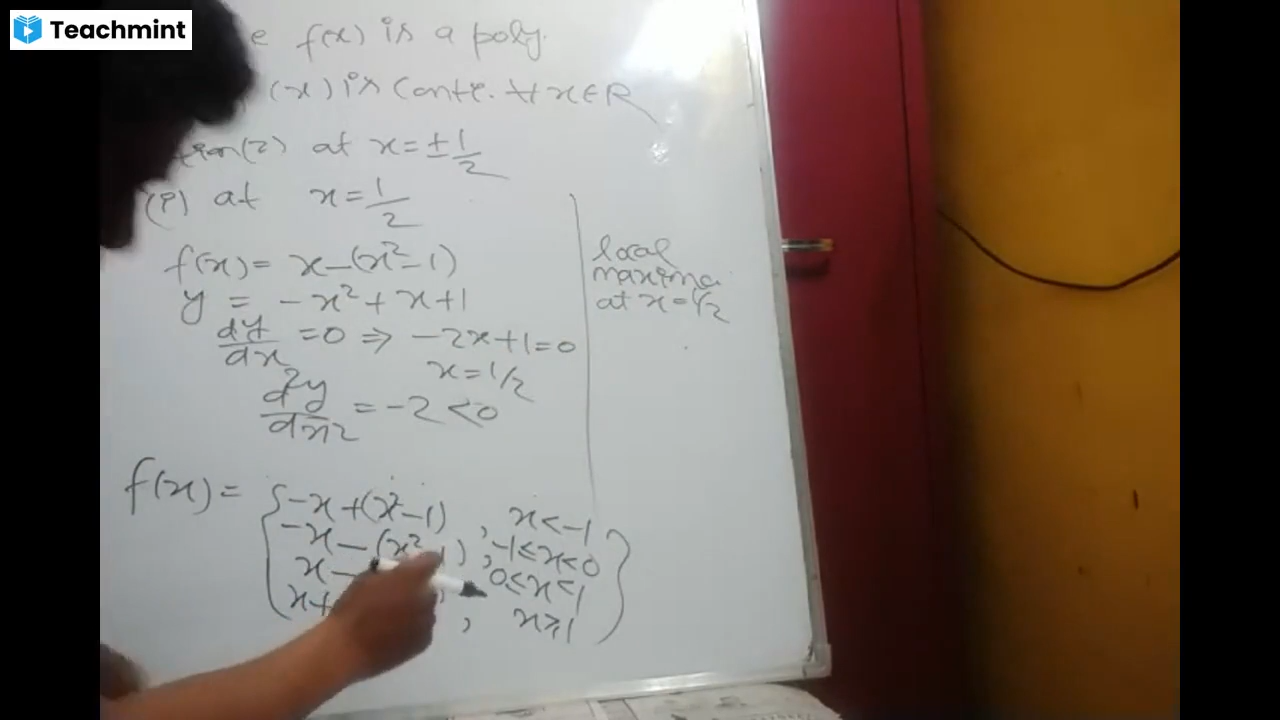 Teachmint
f(x) is a poly.
(x) is conti. ∀ x∈R
at x=±1/2
(i) at x=1/2
f(x)= x-(x²-1)
y = -x²+x+1
dy/dx =0 ⇒ -2x+1=0
x=1/2
d²y/dx² = -2<0
local
maxima
at x=1/2
f(x)= { -x+(x²-1) , x<-1
-x-(x² 1) , -1≤x<0
x- 0≤x<1
x+ , x≥1 }